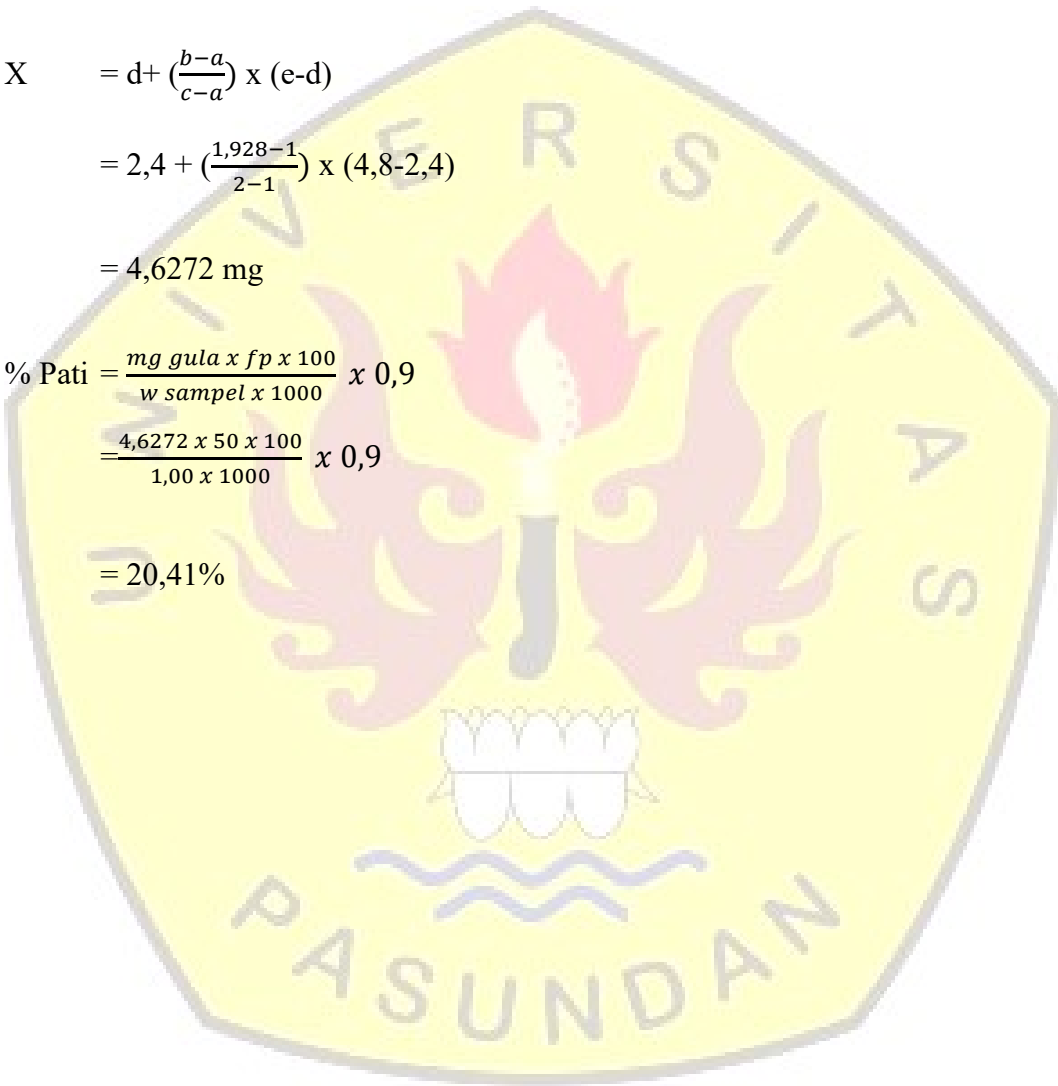 X = d+ (b−a/c−a) x (e-d)
= 2,4 + (1,928−1/2−1) x (4,8-2,4)
= 4,6272 mg
% Pati = mg gula x fp x 100/w sampel x 1000 x 0,9
=4,6272 x 50 x 100/1,00 x 1000 x 0,9
= 20,41%
UNIVERSITAS
PASUNDAN